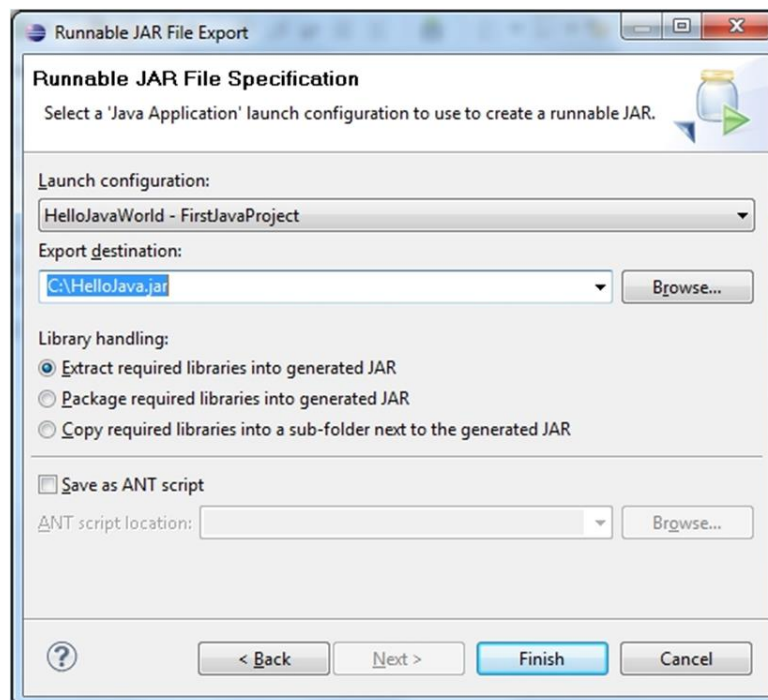 Runnable JAR File Export
Runnable JAR File Specification
Select a 'Java Application' launch configuration to use to create a runnable JAR.
Launch configuration:
HelloJavaWorld - FirstJavaProject
Export destination:
C:\HelloJava.jar
Browse...
Library handling:
Extract required libraries into generated JAR
Package required libraries into generated JAR
Copy required libraries into a sub-folder next to the generated JAR
Save as ANT script
ANT script location:
Browse...
?
< Back
Next >
Finish
Cancel